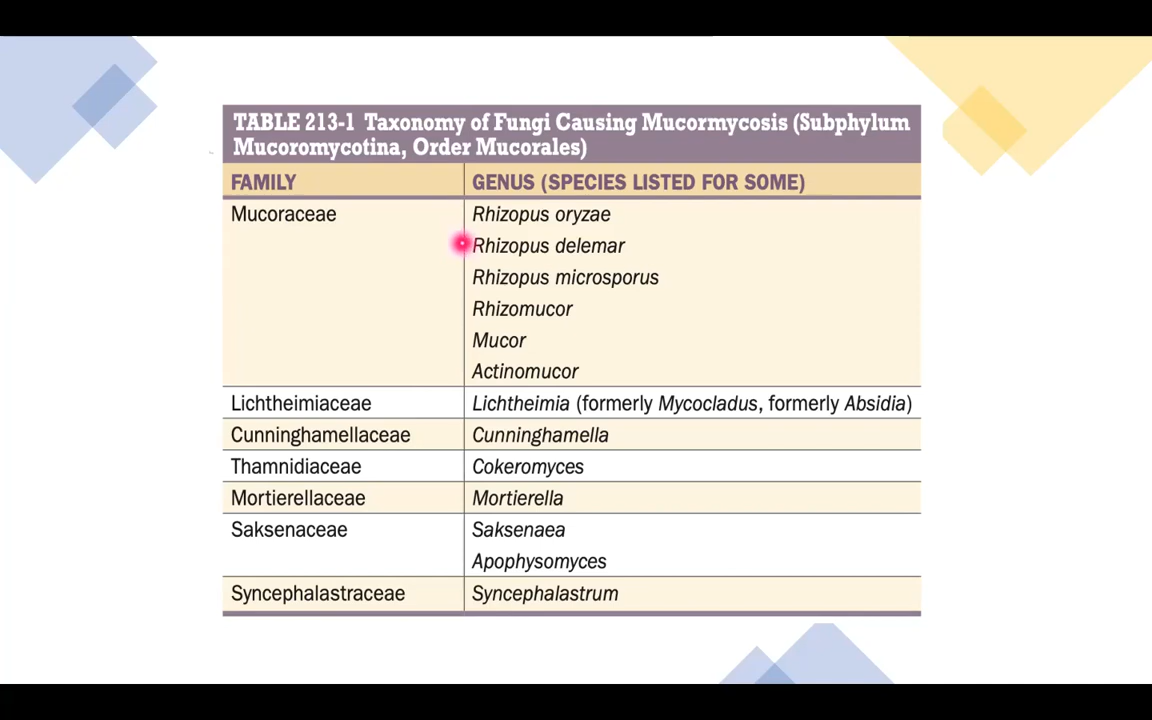 TABLE 213-1 Taxonomy of Fungi Causing Mucormycosis (Subphylum
Mucoromycotina, Order Mucorales)
FAMILY GENUS (SPECIES LISTED FOR SOME)
Mucoraceae Rhizopus oryzae
Rhizopus delemar
Rhizopus microsporus
Rhizomucor
Mucor
Actinomucor
Lichtheimiaceae Lichtheimia (formerly Mycocladus, formerly Absidia)
Cunninghamellaceae Cunninghamella
Thamnidiaceae Cokeromyces
Mortierellaceae Mortierella
Saksenaceae Saksenaea
Apophysomyces
Syncephalastraceae Syncephalastrum